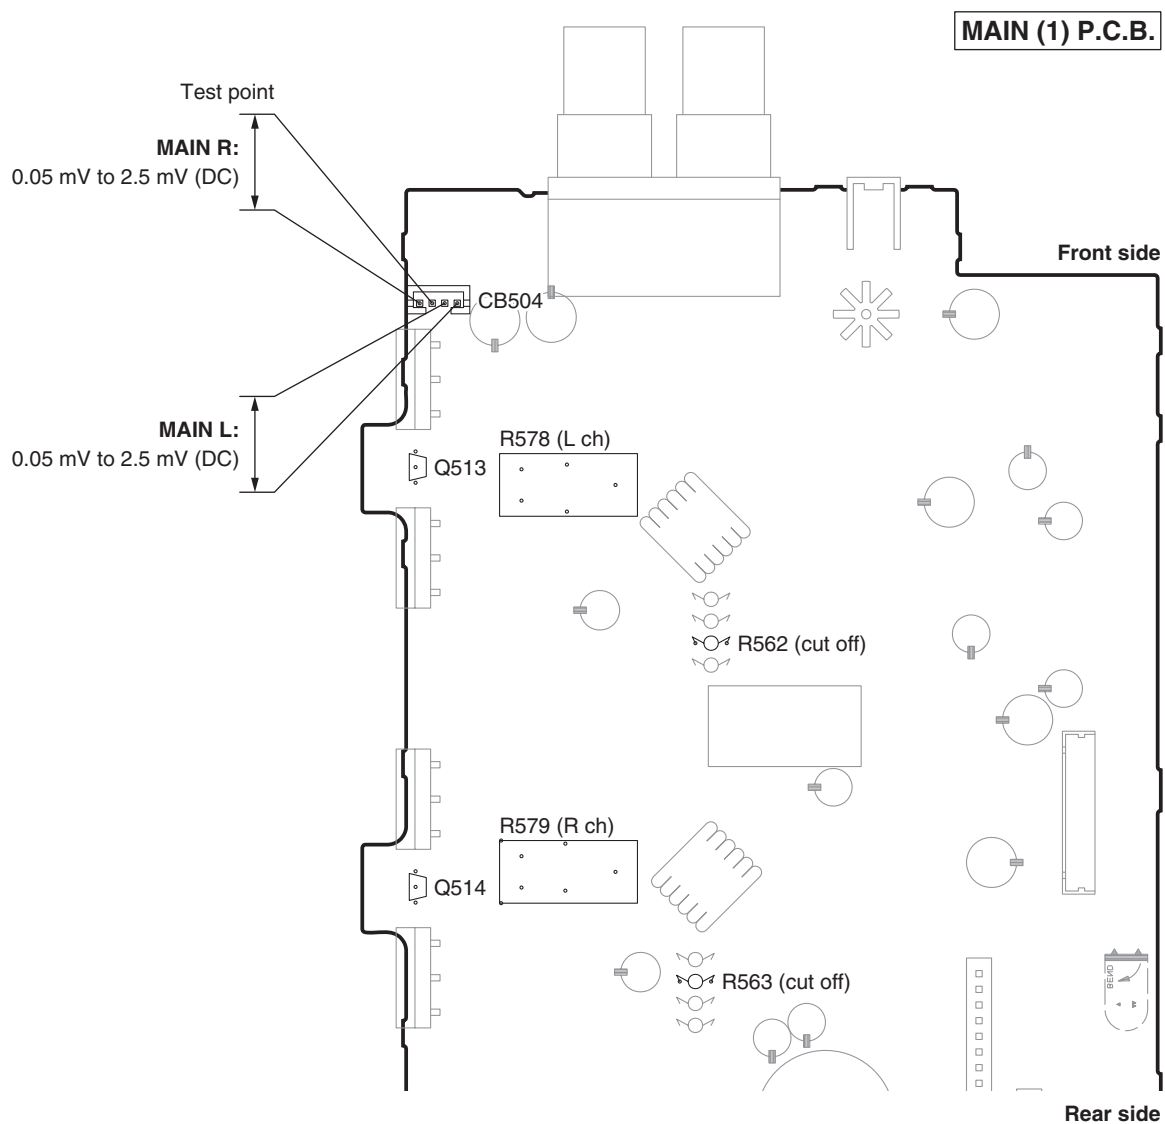 MAIN (1) P.C.B.
Test point
MAIN R:
0.05 mV to 2.5 mV (DC)
Front side
CB504
MAIN L:
0.05 mV to 2.5 mV (DC)
R578 (L ch)
Q513
R562 (cut off)
R579 (R ch)
Q514
R563 (cut off)
BEND
Rear side